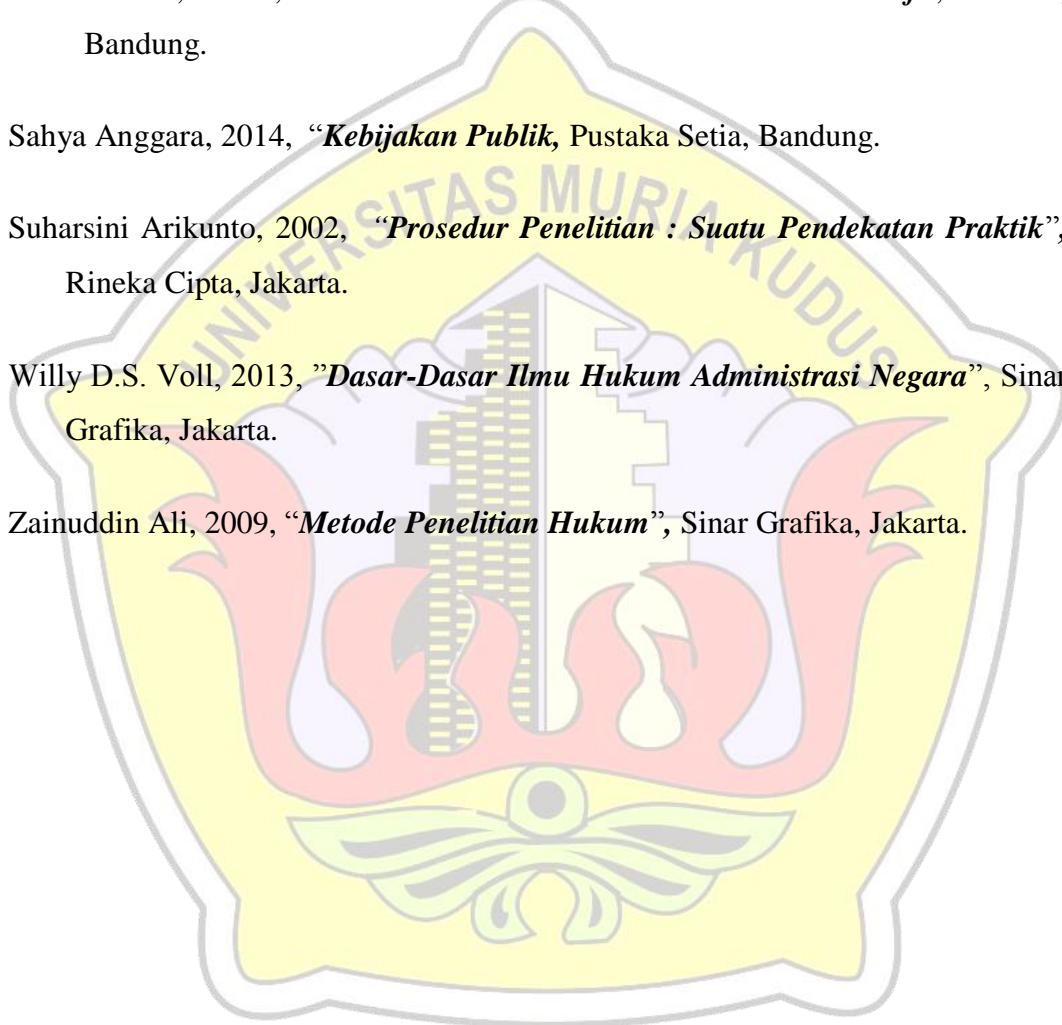 Bandung.
Sahya Anggara, 2014, “Kebijakan Publik, Pustaka Setia, Bandung.
Suharsini Arikunto, 2002, “Prosedur Penelitian : Suatu Pendekatan Praktik”,
Rineka Cipta, Jakarta.
Willy D.S. Voll, 2013, ”Dasar-Dasar Ilmu Hukum Administrasi Negara”, Sinar
Grafika, Jakarta.
Zainuddin Ali, 2009, “Metode Penelitian Hukum”, Sinar Grafika, Jakarta.
UNIVERSITAS MURIA KUDUS